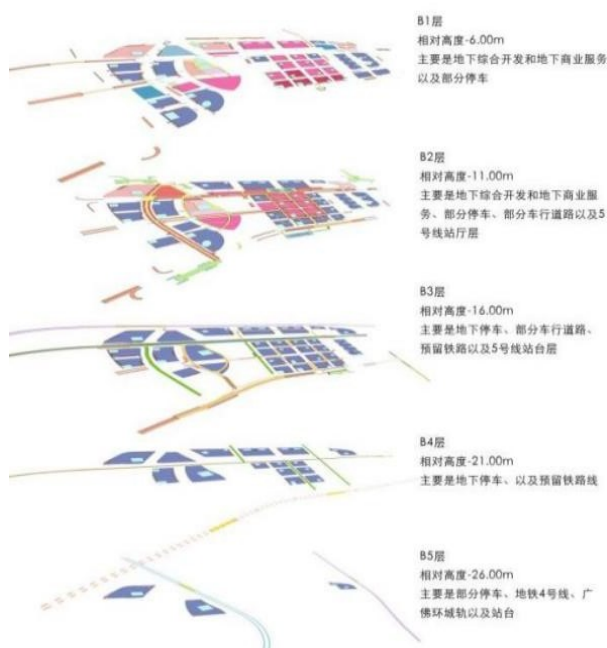 B1层
相对高度-6.00m
主要是地下综合开发和地下商业服务
以及部分停车
B2层
相对高度-11.00m
主要是地下综合开发和地下商业服
务、部分停车、部分车行道路以及5
号线站厅层
B3层
相对高度-16.00m
主要是地下停车、部分车行道路、
预留铁路以及5号线站台层
B4层
相对高度-21.00m
主要是地下停车、以及预留铁路线
B5层
相对高度-26.00m
主要是部分停车、地铁4号线、广
佛环城轨以及站台